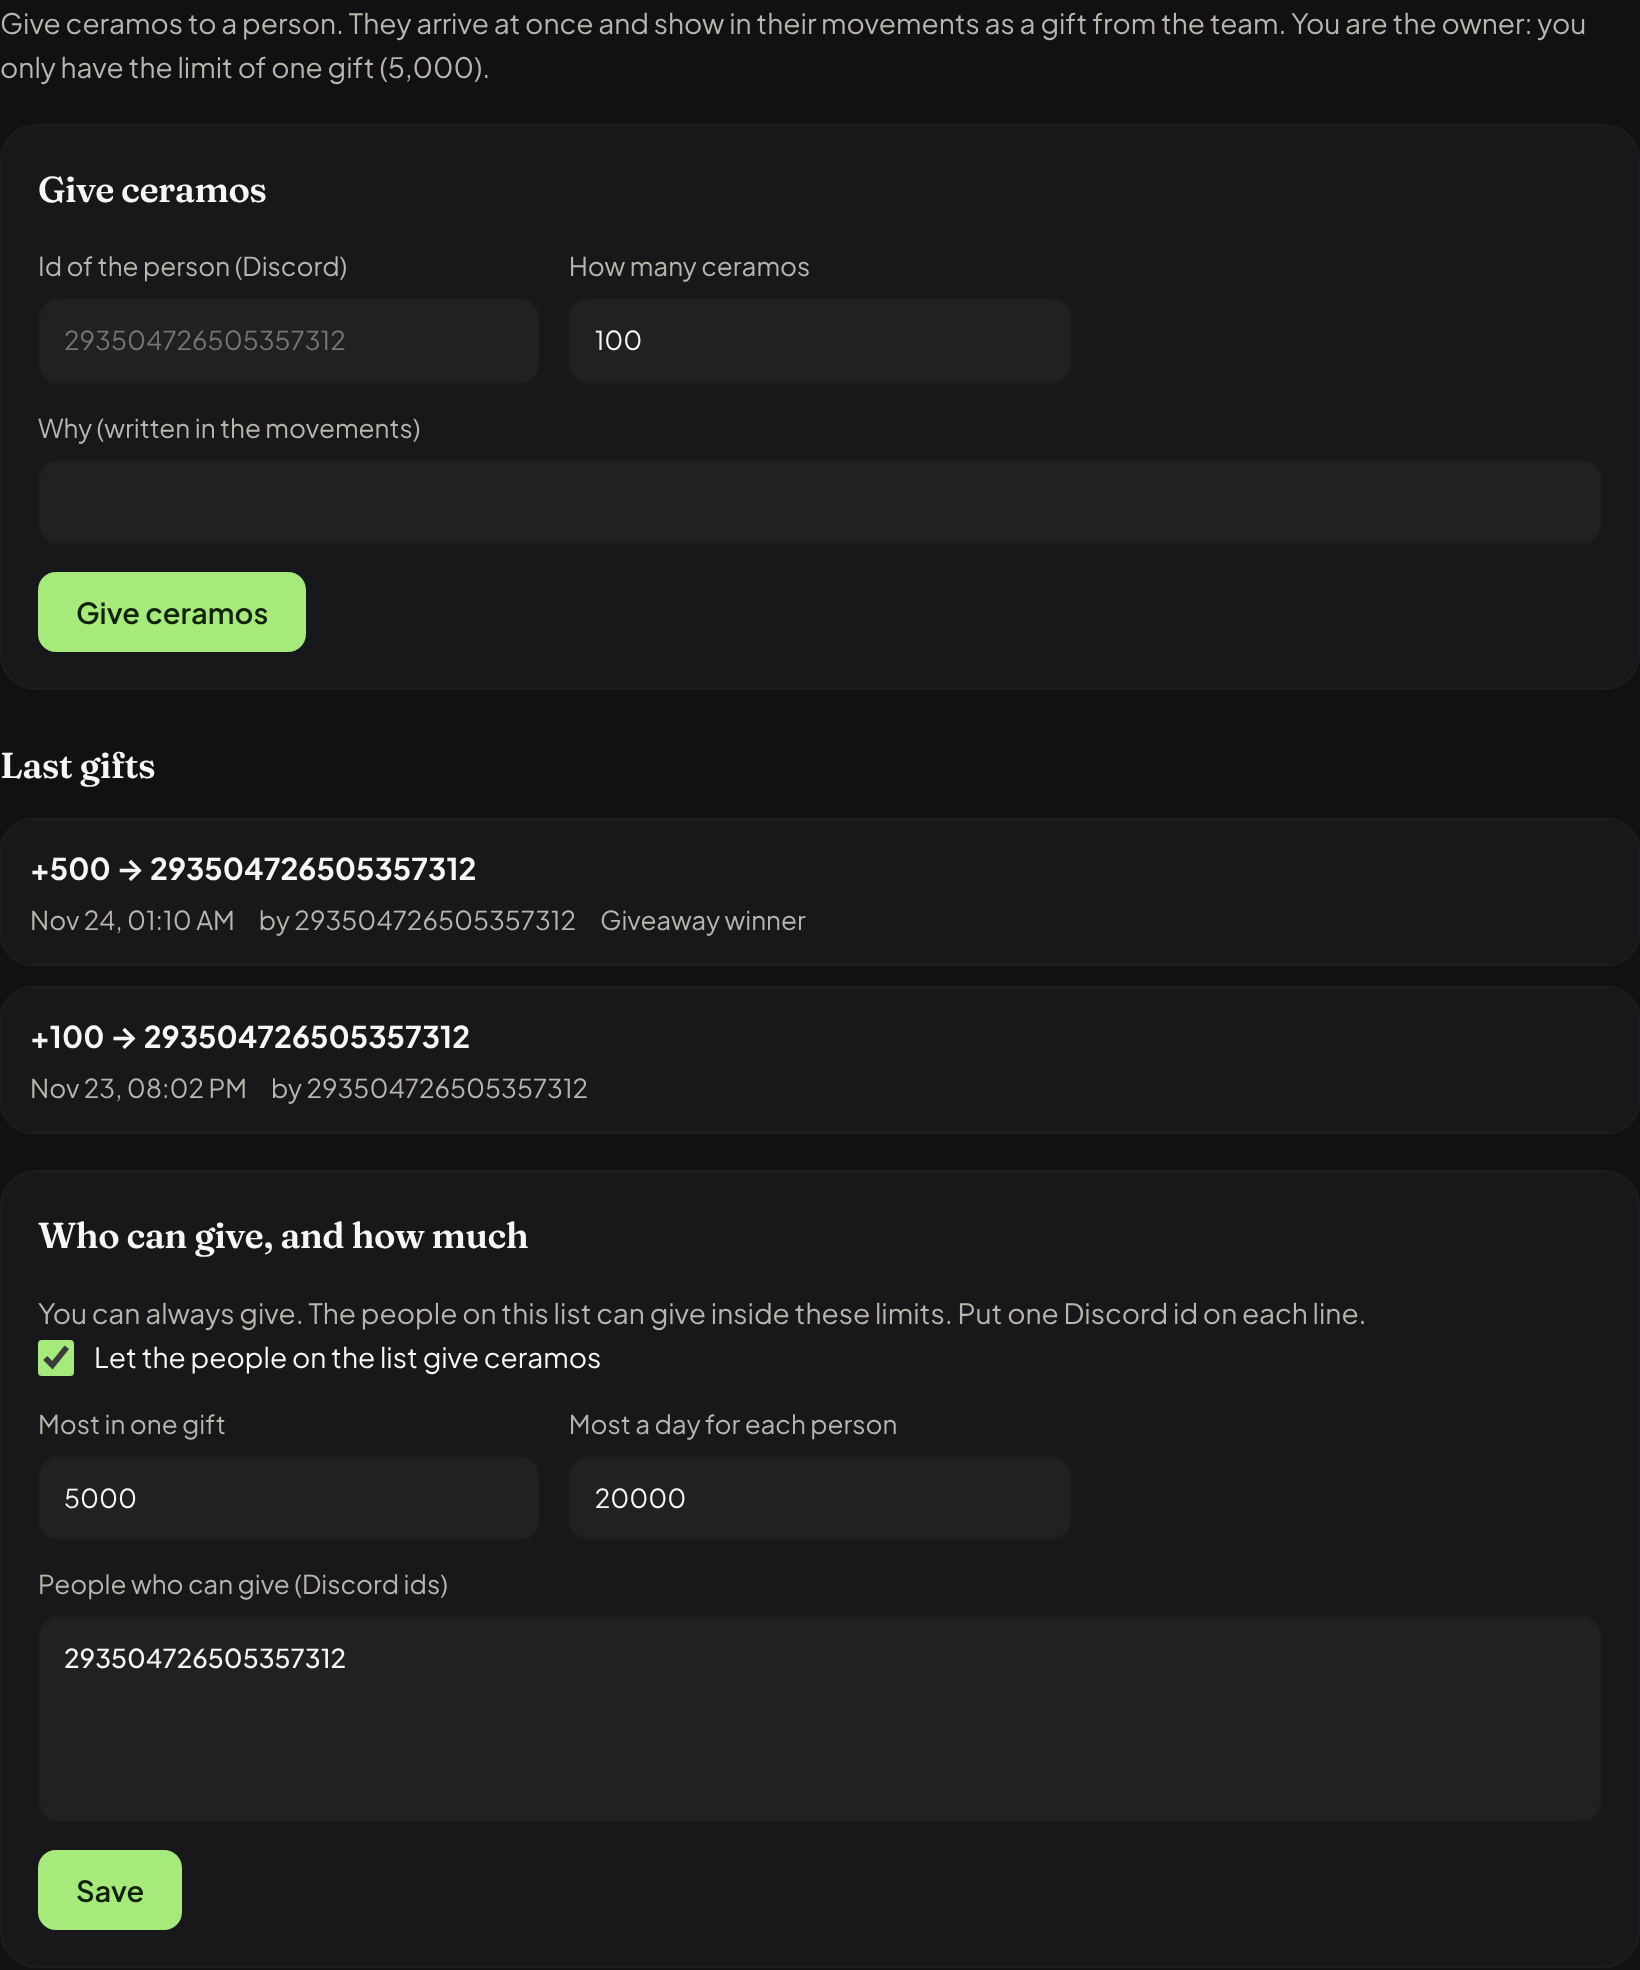 Give ceramos to a person. They arrive at once and show in their movements as a gift from the team. You are the owner: you
only have the limit of one gift (5,000).
Give ceramos
Id of the person (Discord)
How many ceramos
293504726505357312
100
Why (written in the movements)
Give ceramos
Last gifts
+500 → 293504726505357312
Nov 24, 01:10 AM by 293504726505357312 Giveaway winner
+100 → 293504726505357312
Nov 23, 08:02 PM by 293504726505357312
Who can give, and how much
You can always give. The people on this list can give inside these limits. Put one Discord id on each line.
Let the people on the list give ceramos
Most in one gift
Most a day for each person
5000
20000
People who can give (Discord ids)
293504726505357312
Save